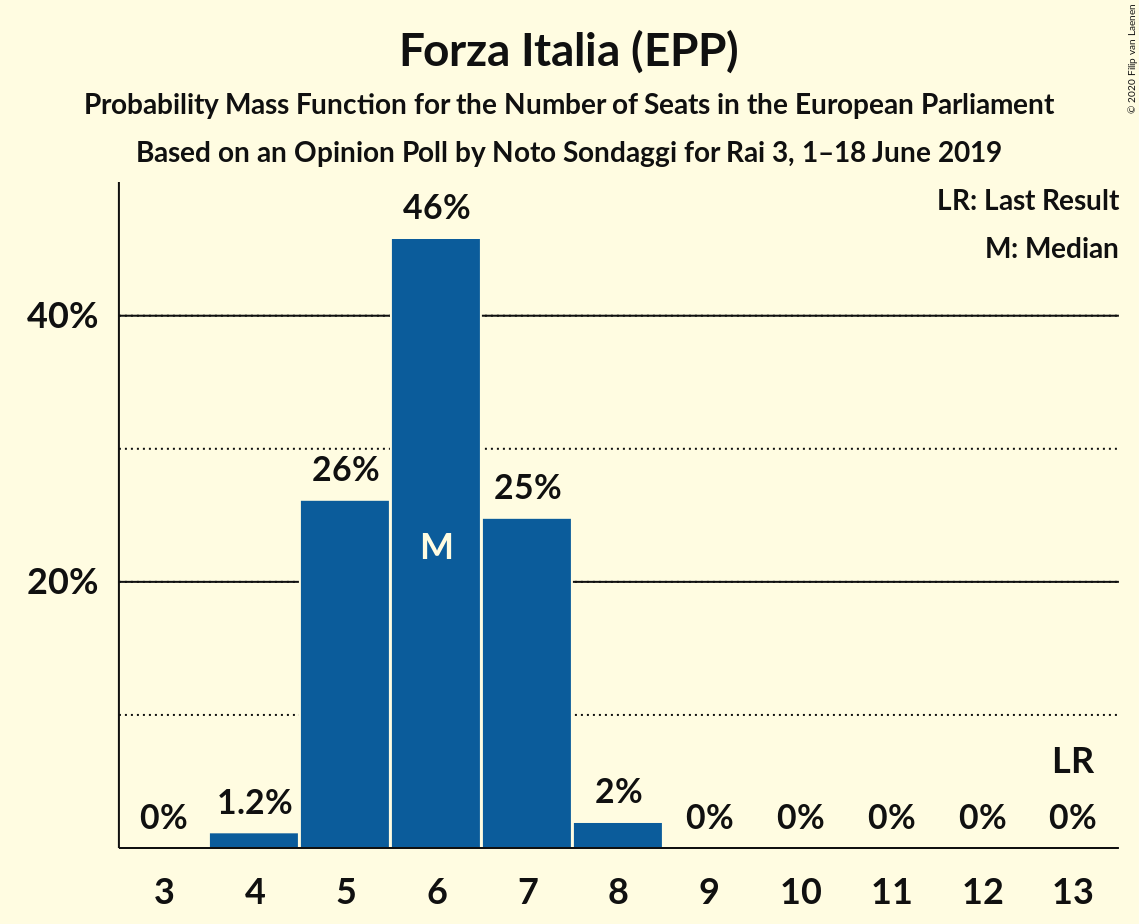 Forza Italia (EPP)
Probability Mass Function for the Number of Seats in the European Parliament
Based on an Opinion Poll by Noto Sondaggi for Rai 3, 1–18 June 2019
© 2020 Filip van Laenen
LR: Last Result
M: Median
40%
20%
0%
1.2%
26%
46%
M
25%
2%
0%
0%
0%
0%
LR
0%
3 4 5 6 7 8 9 10 11 12 13